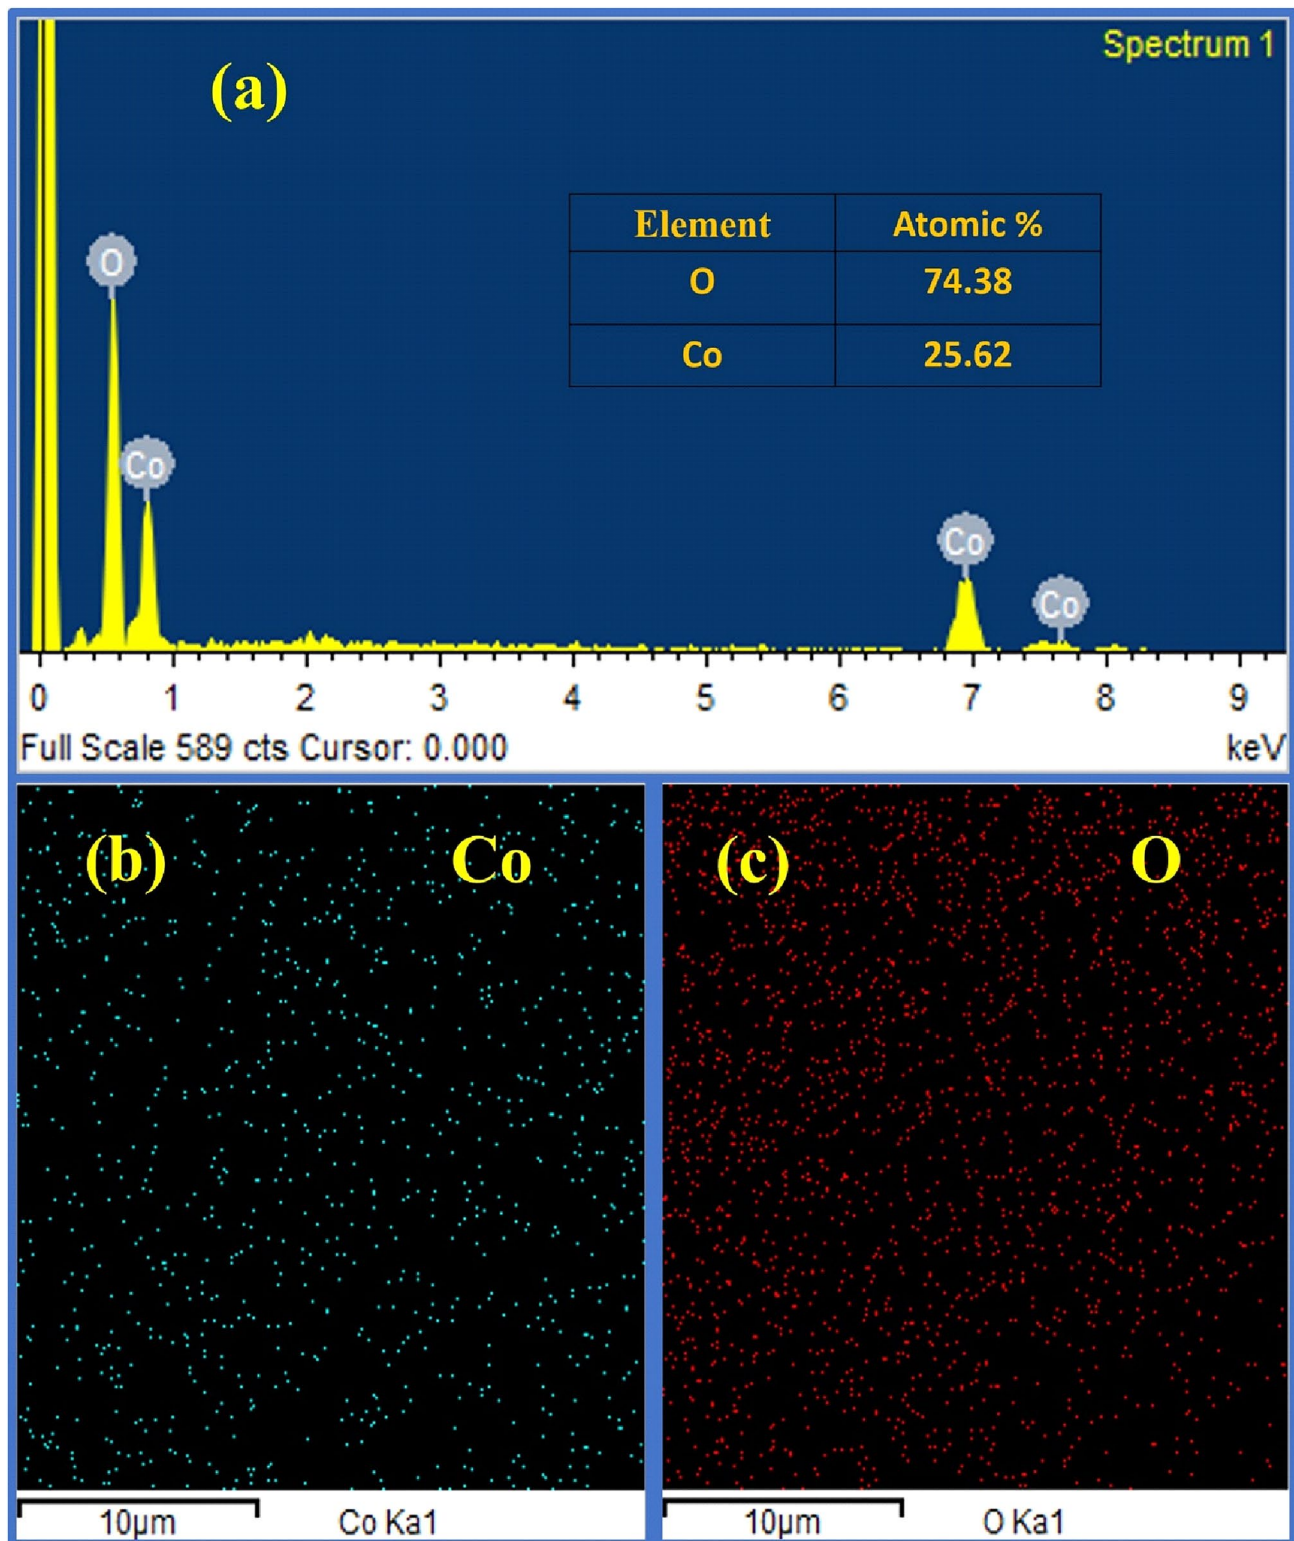 Spectrum 1
(a)
O
Co
Co
Co
Element Atomic %
O 74.38
Co 25.62
0 1 2 3 4 5 6 7 8 9
Full Scale 589 cts Cursor: 0.000 keV
(b) Co
(c) O
10µm Co Ka1
10µm O Ka1